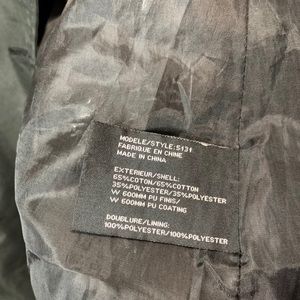 MODELE/STYLE:5131
FABRIQUE EN CHINE
MADE IN CHINA
EXTERIEUR/SHELL:
65%COTON/65%COTTON
35%POLYESTER/35%POLYESTER
W 600MM PU FINIS/
W 600MM PU COATING
DOUBLURE/LINING:
100%POLYESTER/100%POLYESTER